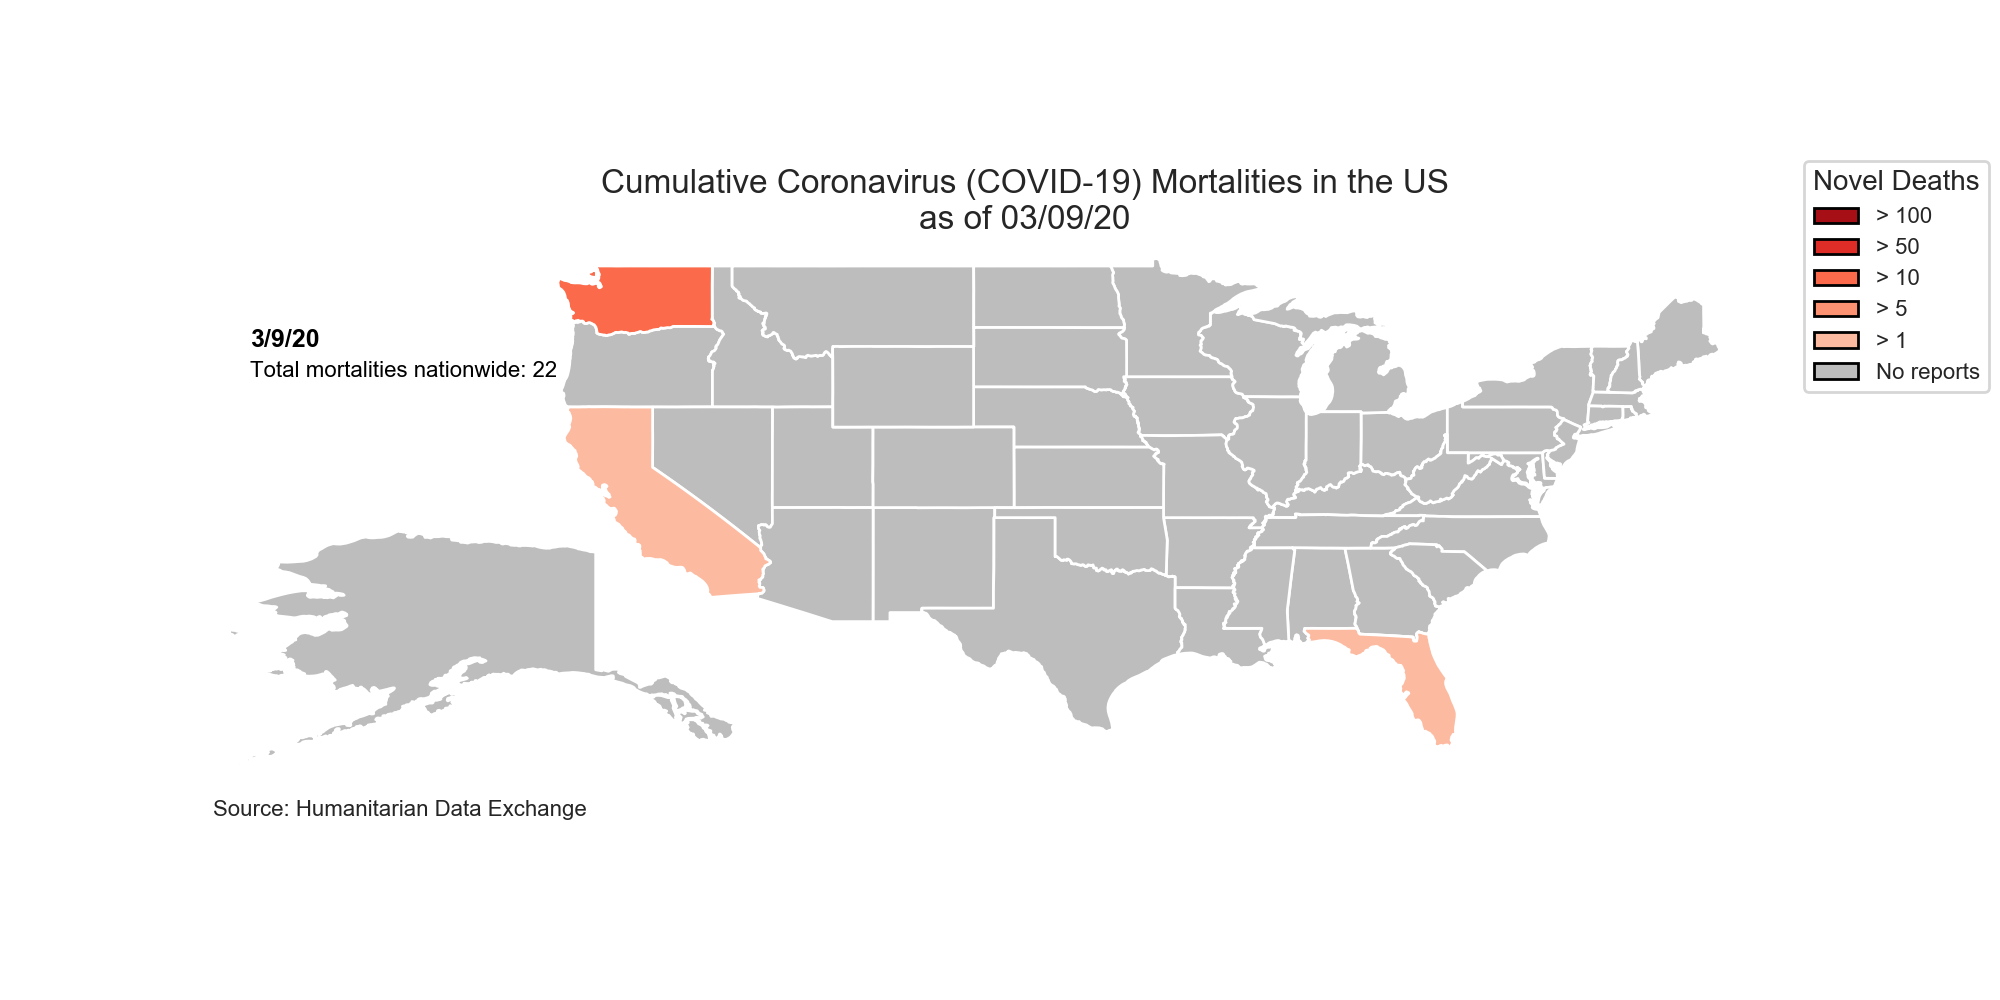 Cumulative Coronavirus (COVID-19) Mortalities in the US
as of 03/09/20
Novel Deaths
> 100
> 50
> 10
> 5
> 1
No reports
3/9/20
Total mortalities nationwide: 22
Source: Humanitarian Data Exchange